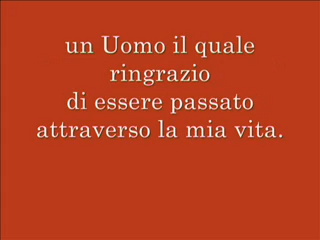 un Uomo il quale
ringrazio
di essere passato
attraverso la mia vita.